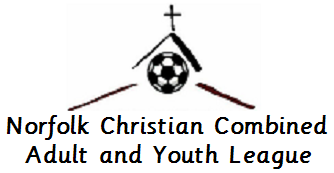 Norfolk Christian Combined
Adult and Youth League